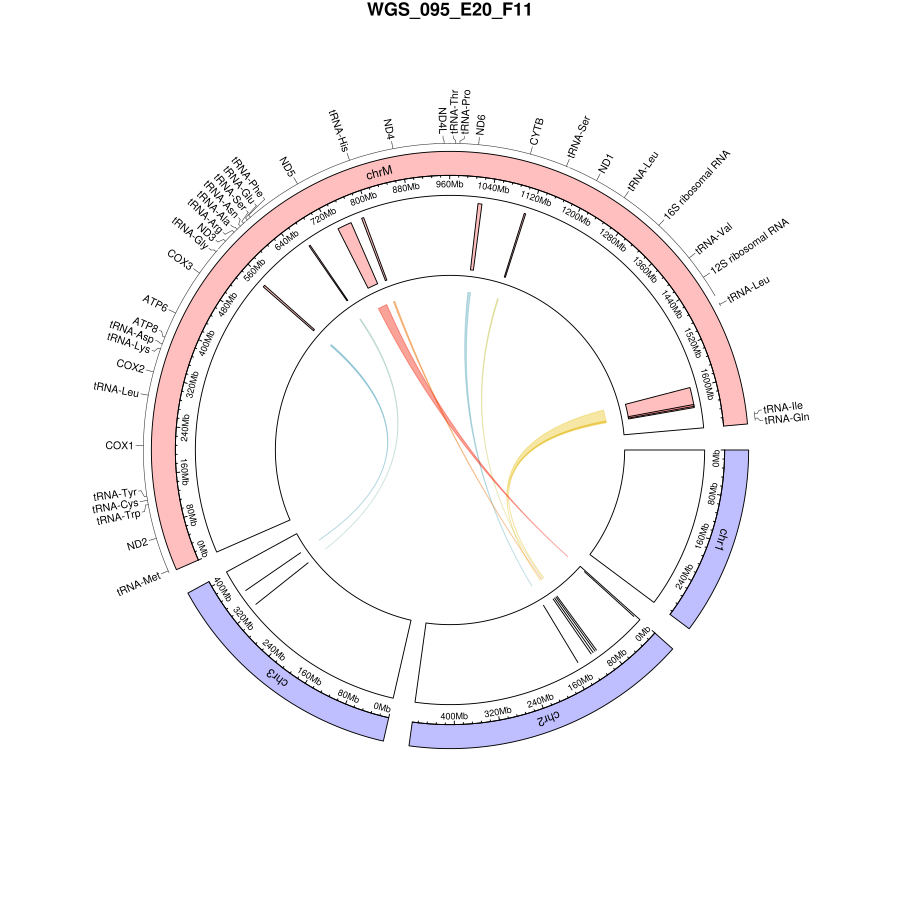 WGS_095_E20_F11
tRNA-Met
ND2
tRNA-Trp
tRNA-Cys
tRNA-Tyr
COX1
tRNA-Leu
COX2
tRNA-Lys
tRNA-Asp
ATP8
ATP6
COX3
tRNA-Gly
ND3
tRNA-Arg
tRNA-Ala
tRNA-Asn
tRNA-Ser
tRNA-Glu
tRNA-Phe
ND5
tRNA-His
ND4
ND4L
tRNA-Thr
tRNA-Pro
ND6
CYTB
tRNA-Ser
ND1
tRNA-Leu
16S ribosomal RNA
tRNA-Val
12S ribosomal RNA
tRNA-Leu
tRNA-Ile
tRNA-Gln
chrM
0Mb
80Mb
160Mb
240Mb
320Mb
400Mb
480Mb
560Mb
640Mb
720Mb
800Mb
880Mb
960Mb
1040Mb
1120Mb
1200Mb
1280Mb
1360Mb
1440Mb
1520Mb
1600Mb
chr1
0Mb
80Mb
160Mb
240Mb
chr2
0Mb
80Mb
160Mb
240Mb
320Mb
400Mb
chr3
0Mb
80Mb
160Mb
240Mb
320Mb
400Mb